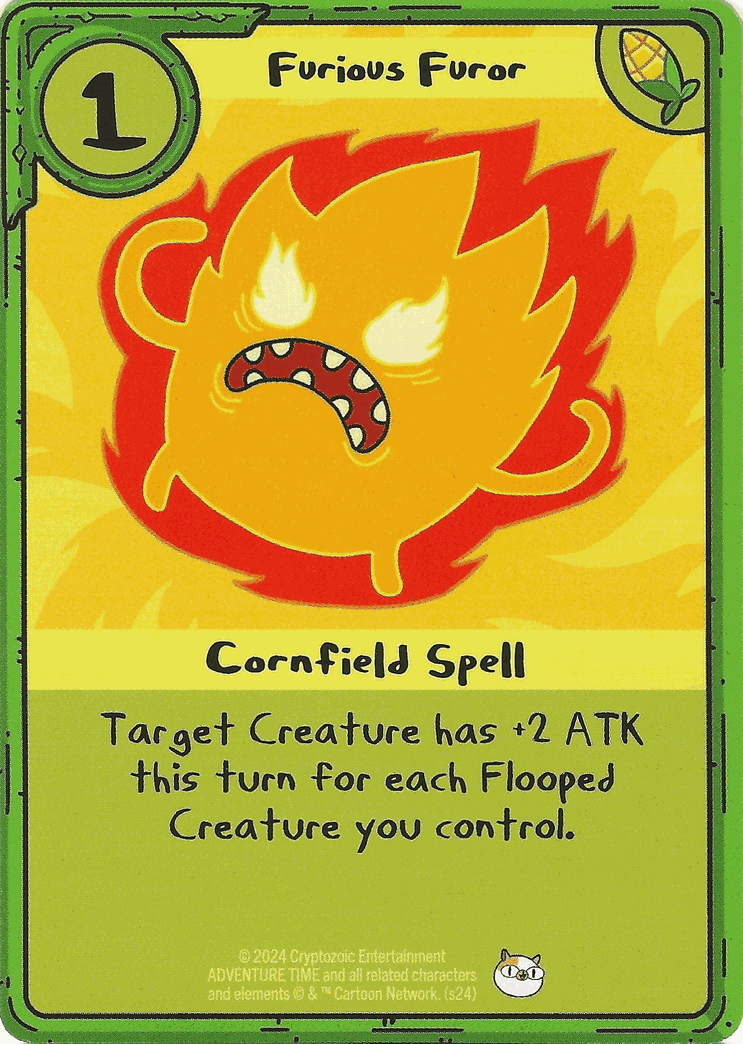 1
Furious Furor
Cornfield Spell
Target Creature has +2 ATK
this turn for each Flooped
Creature you control.
© 2024 Cryptozoic Entertainment
ADVENTURE TIME and all related characters
and elements © & ™ Cartoon Network. (s24)